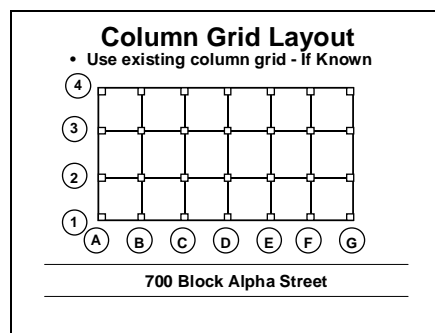 Column Grid Layout
• Use existing column grid - If Known
4
3
2
1
A B C D E F G
700 Block Alpha Street